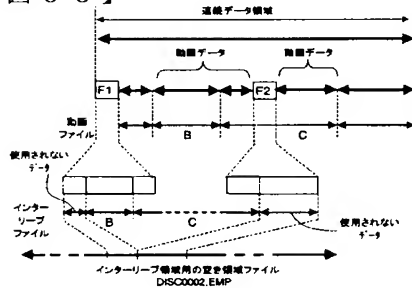 連続データ領域
動画データ
動画データ
F1
F2
動画
ファイル
B
C
使用されない
データ
B
C
使用されない
データ
インター
リーブ
ファイル
インターリーブ領域用の空き領域ファイル
DISC0002.EMP